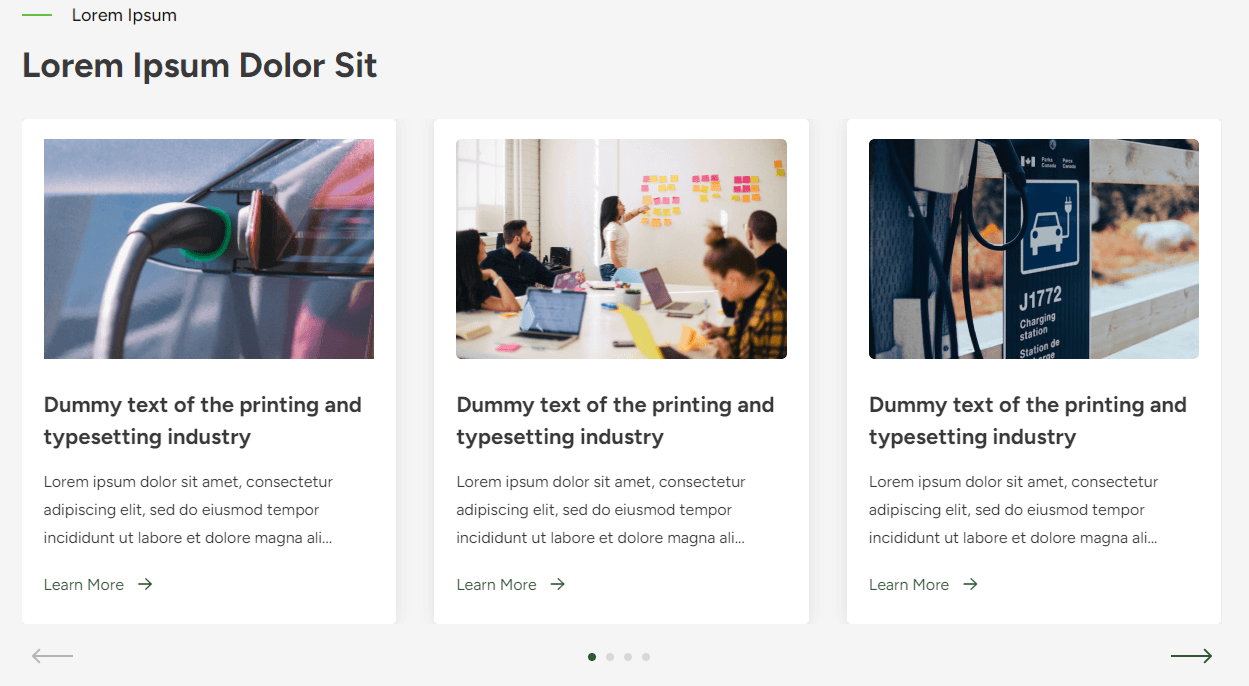 Lorem Ipsum
Lorem Ipsum Dolor Sit
Dummy text of the printing and
typesetting industry
Lorem ipsum dolor sit amet, consectetur
adipiscing elit, sed do eiusmod tempor
incididunt ut labore et dolore magna ali...
Learn More
Dummy text of the printing and
typesetting industry
Lorem ipsum dolor sit amet, consectetur
adipiscing elit, sed do eiusmod tempor
incididunt ut labore et dolore magna ali...
Learn More
Parks
Canada
Parcs
Canada
J1772
Charging
station
Station de
Dummy text of the printing and
typesetting industry
Lorem ipsum dolor sit amet, consectetur
adipiscing elit, sed do eiusmod tempor
incididunt ut labore et dolore magna ali...
Learn More